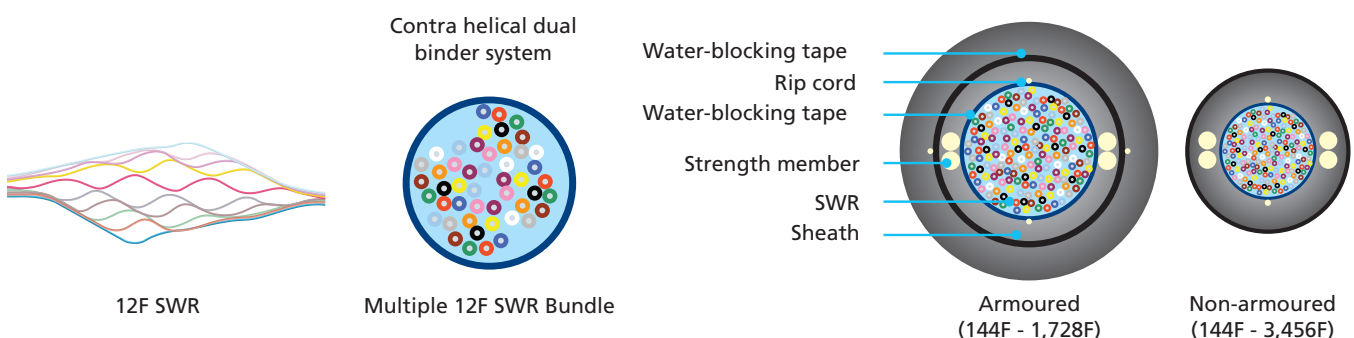 Contra helical dual
binder system
12F SWR
Multiple 12F SWR Bundle
Water-blocking tape
Rip cord
Water-blocking tape
Strength member
SWR
Sheath
Armoured
(144F - 1,728F)
Non-armoured
(144F - 3,456F)